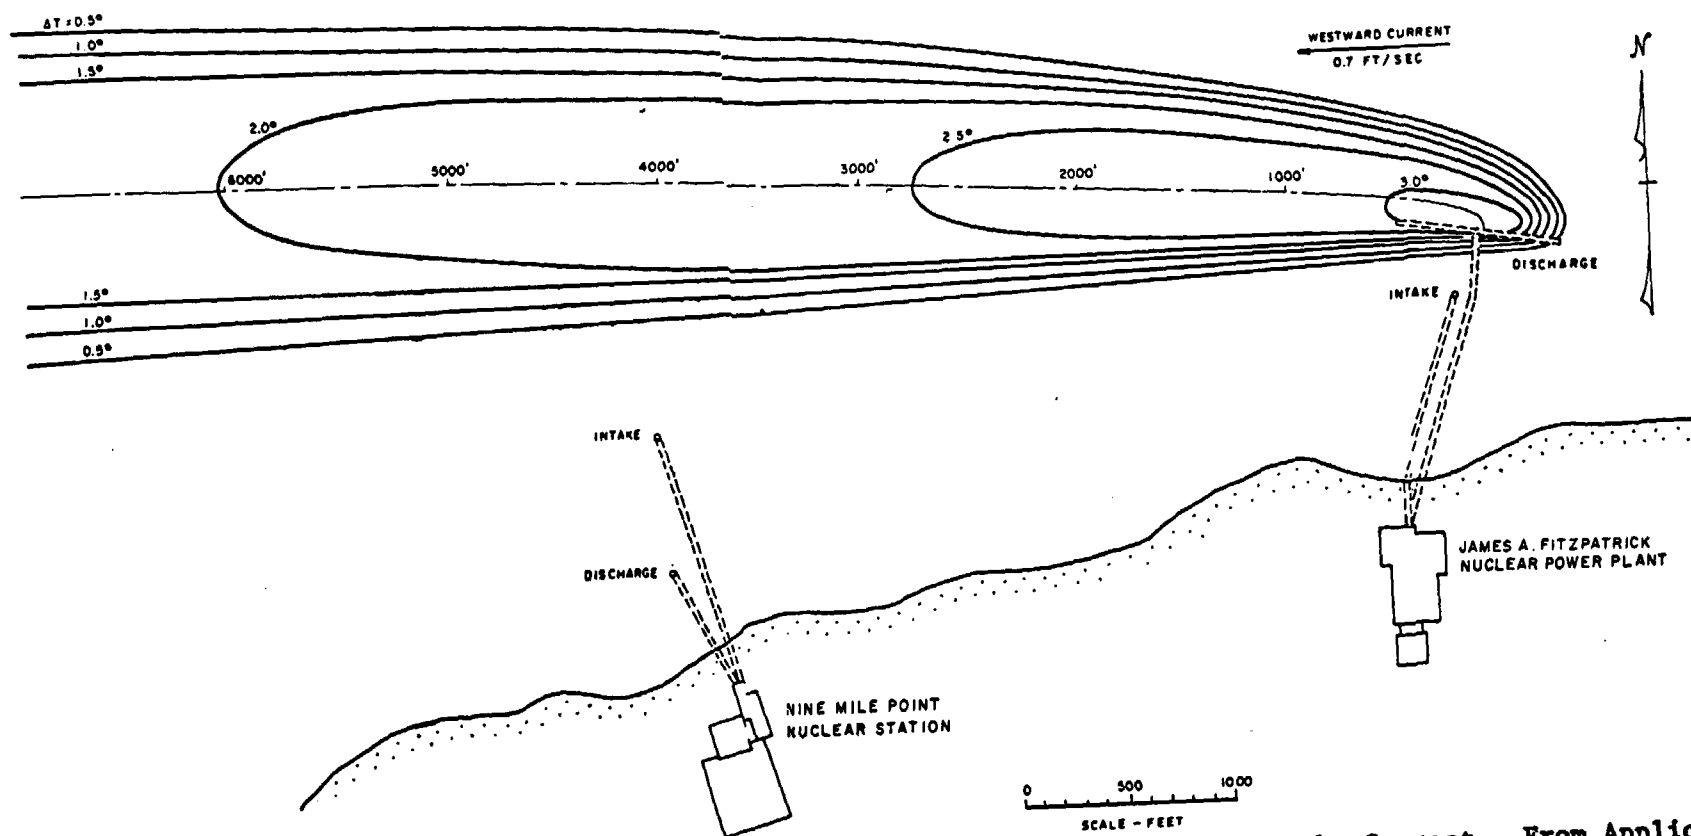 ΔT = 0.5°
1.0°
1.5°
WESTWARD CURRENT
0.7 FT/SEC
N
2.0°
2.5°
3.0°
6000'
5000'
4000'
3000'
2000'
1000'
DISCHARGE
INTAKE
1.5°
1.0°
0.5°
INTAKE
DISCHARGE
JAMES A. FITZPATRICK
NUCLEAR POWER PLANT
NINE MILE POINT
NUCLEAR STATION
0 500 1000
SCALE - FEET
From Applic